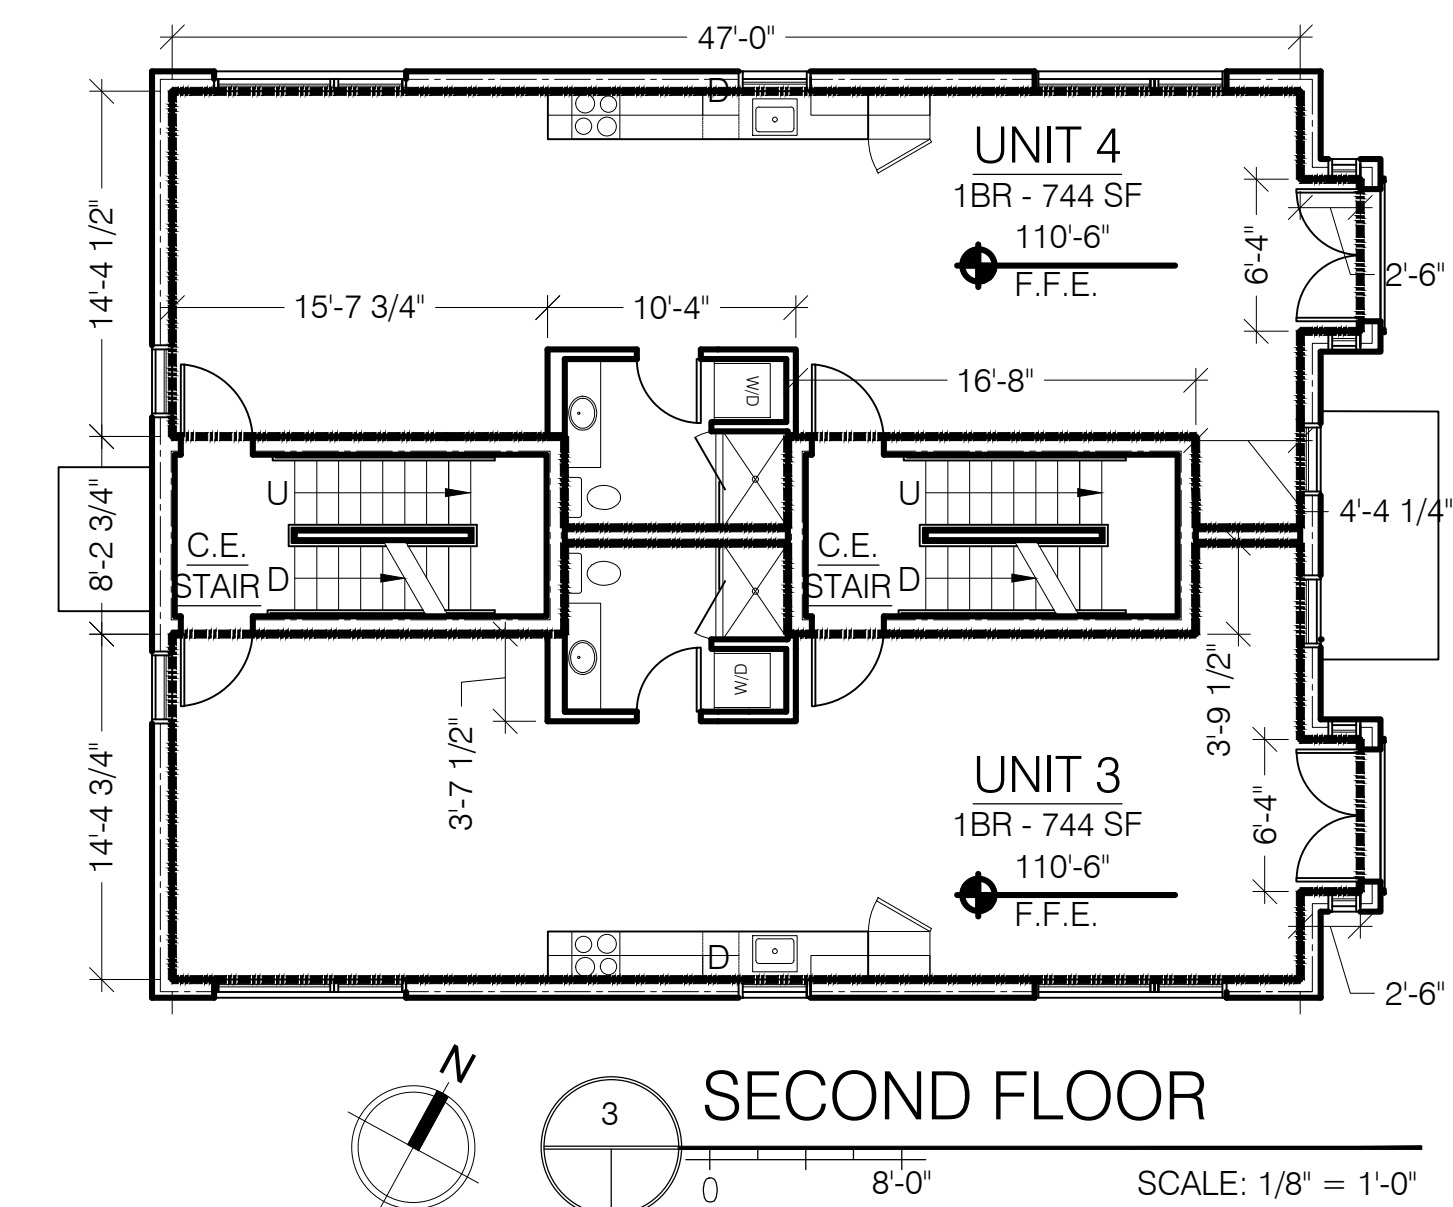 47'-0"
D
UNIT 4
1BR - 744 SF
110'-6"
F.F.E.
14'-4 1/2"
6'-4"
2'-6"
15'-7 3/4"
10'-4"
W/D
16'-8"
8'-2 3/4"
U
C.E.
STAIR
D
U
C.E.
STAIR
D
4'-4 1/4"
3'-9 1/2"
W/D
3'-7 1/2"
14'-4 3/4"
UNIT 3
1BR - 744 SF
110'-6"
F.F.E.
6'-4"
D
2'-6"
N
3
SECOND FLOOR
0
8'-0"
SCALE: 1/8" = 1'-0"